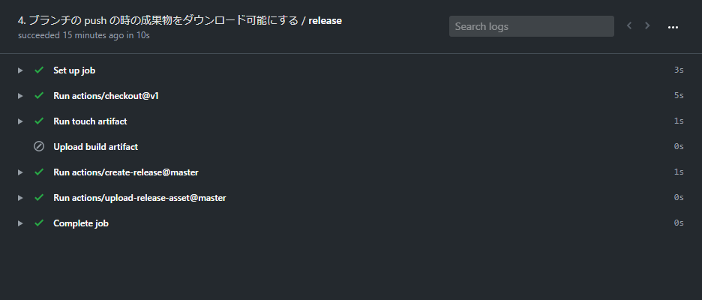 4. ブランチの push の時の成果物をダウンロード可能にする / release
succeeded 15 minutes ago in 10s
Search logs
Set up job 3s
Run actions/checkout@v1 5s
Run touch artifact 1s
Upload build artifact 0s
Run actions/create-release@master 1s
Run actions/upload-release-asset@master 0s
Complete job 0s